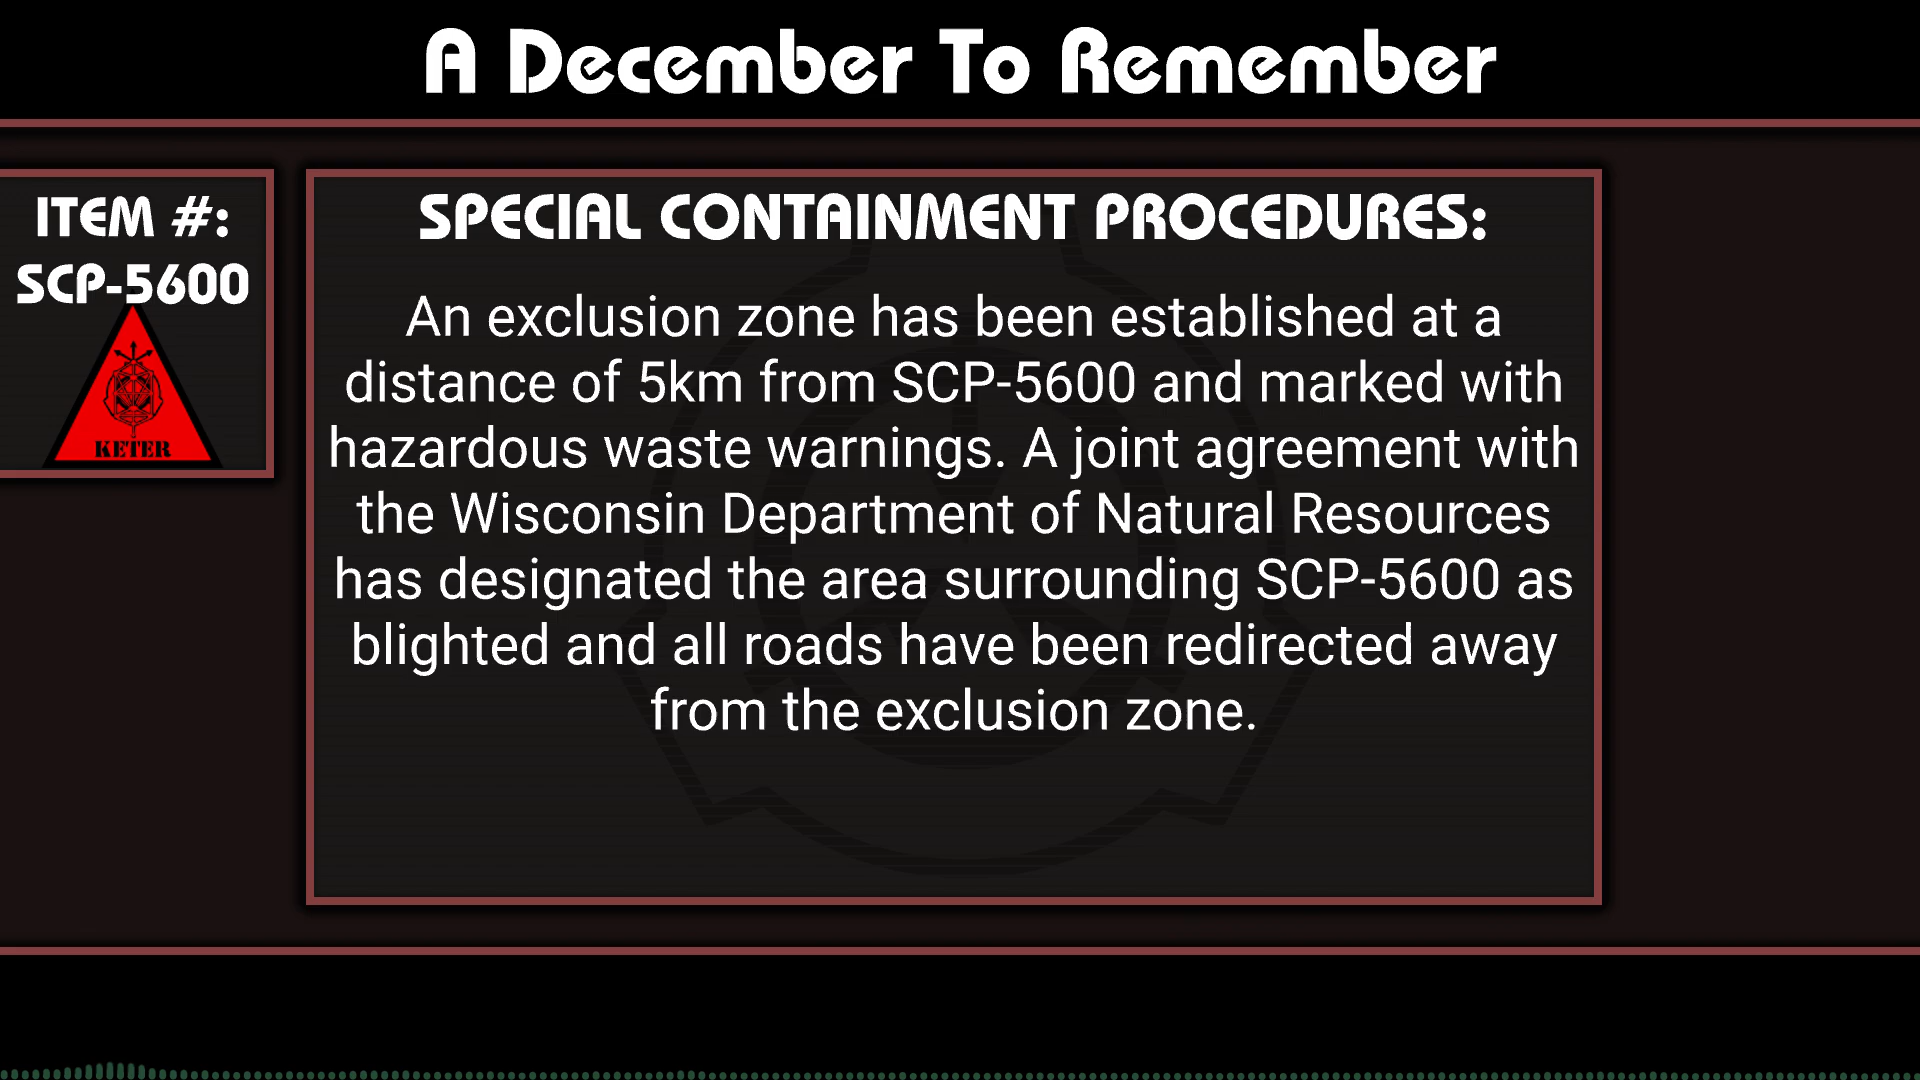 A December To Remember
ITEM #:
SCP-5600
KETER
SPECIAL CONTAINMENT PROCEDURES:
An exclusion zone has been established at a
distance of 5km from SCP-5600 and marked with
hazardous waste warnings. A joint agreement with
the Wisconsin Department of Natural Resources
has designated the area surrounding SCP-5600 as
blighted and all roads have been redirected away
from the exclusion zone.